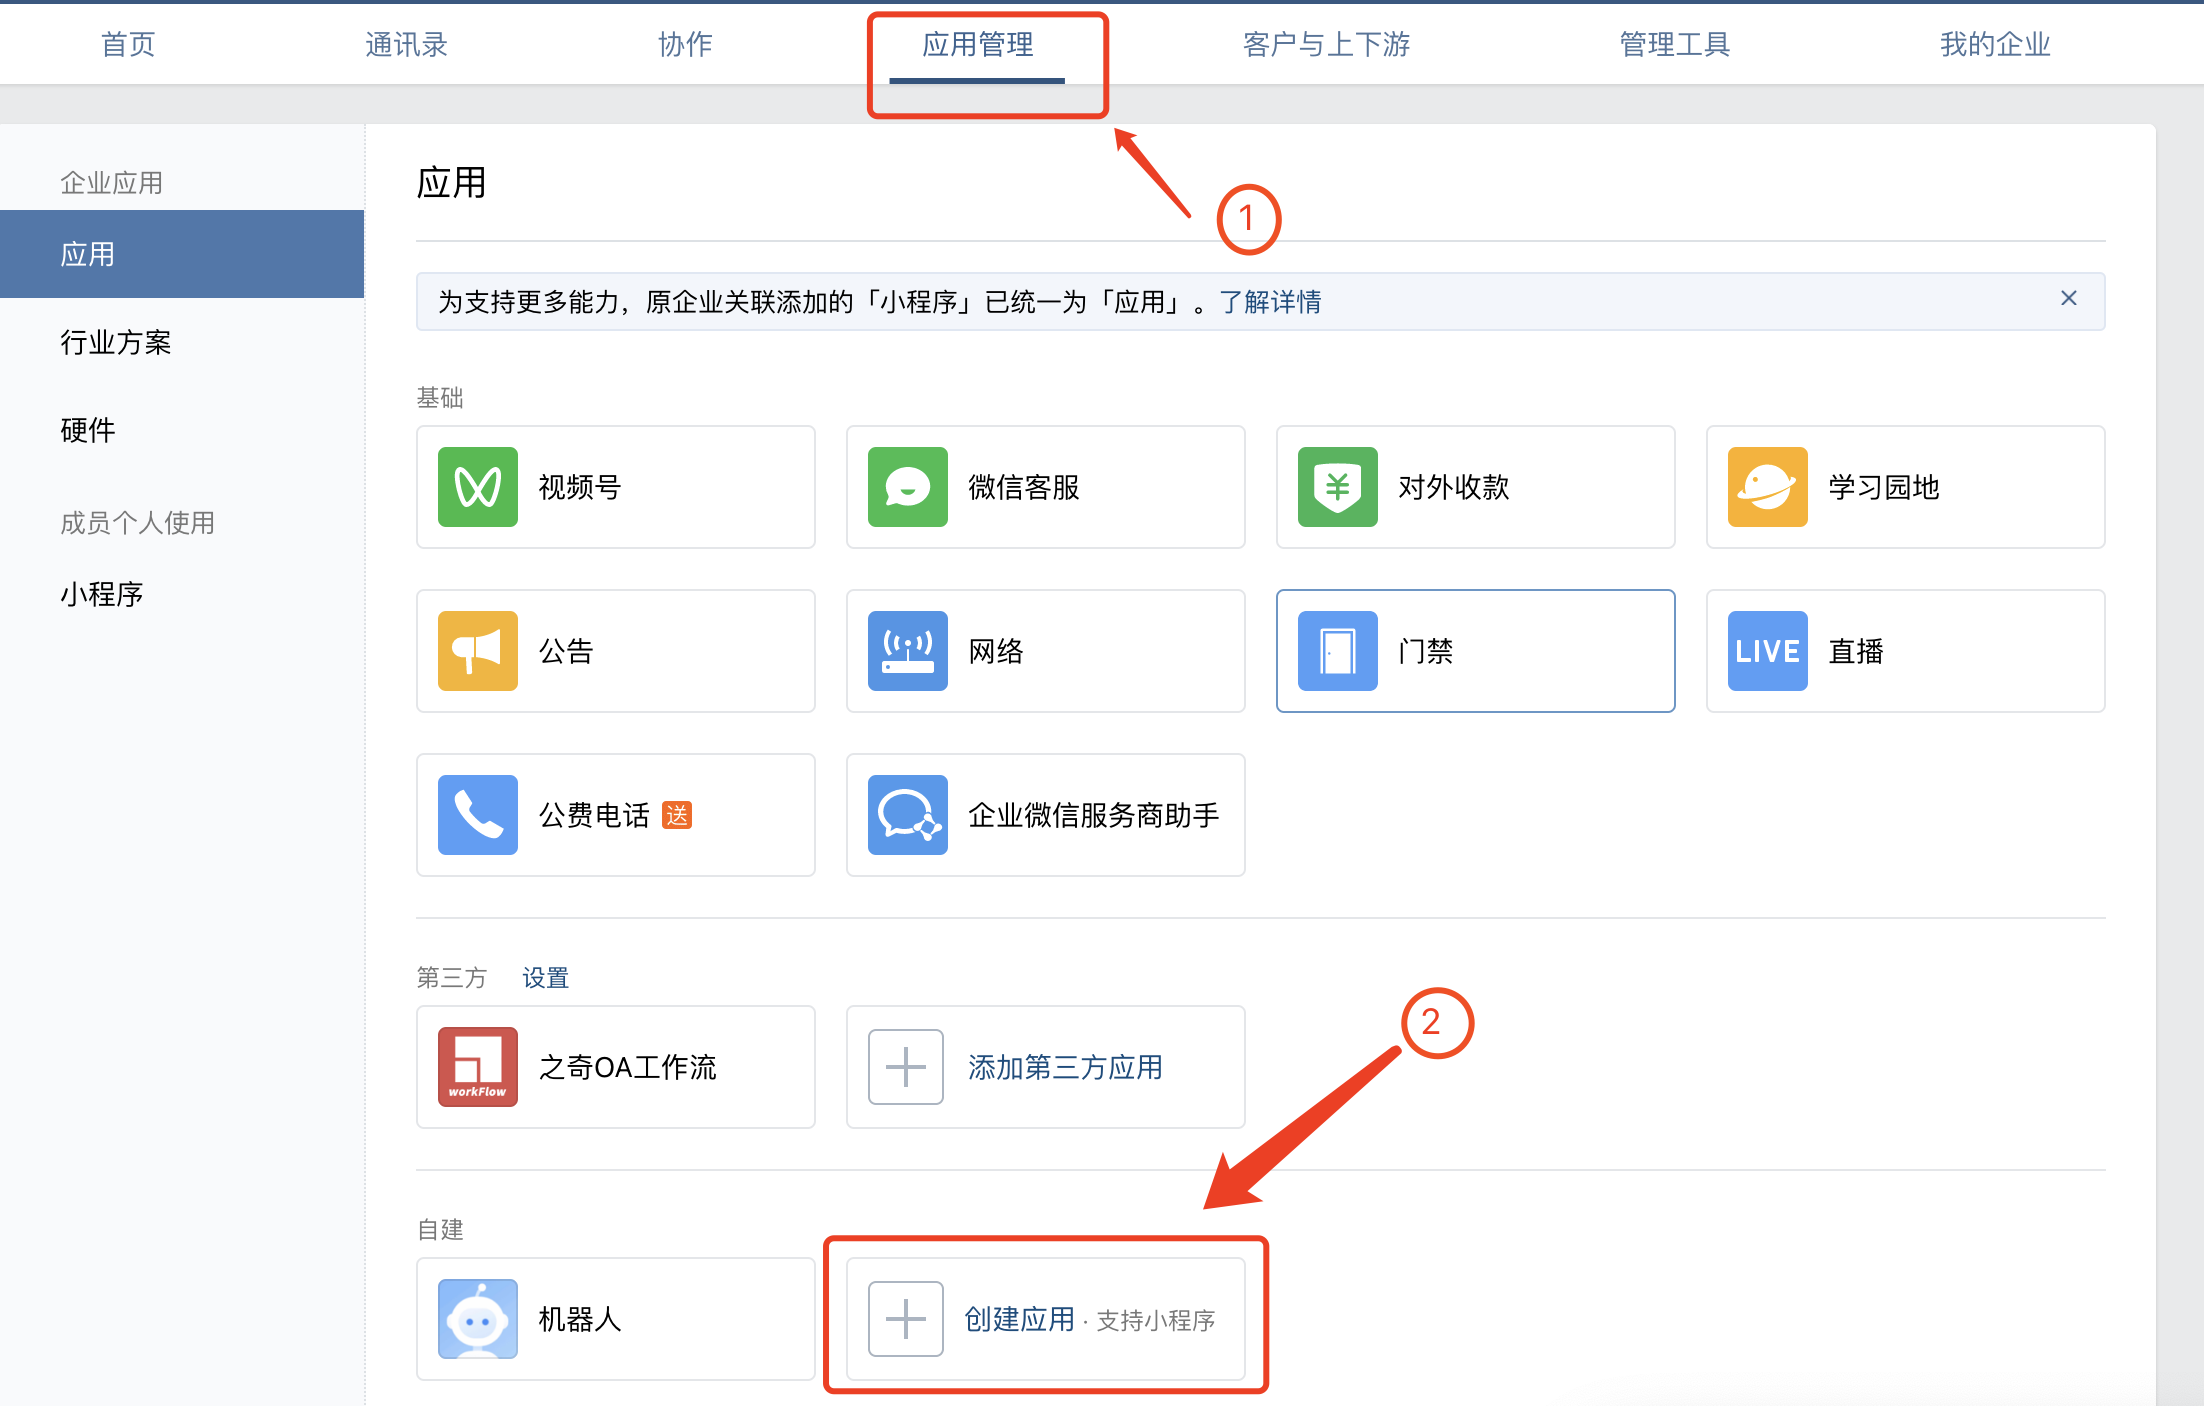 首页 通讯录 协作 应用管理 客户与上下游 管理工具 我的企业
企业应用
应用
行业方案
硬件
成员个人使用
小程序
应用
1
为支持更多能力，原企业关联添加的「小程序」已统一为「应用」。了解详情
基础
视频号 微信客服 对外收款 学习园地
公告 网络 门禁 LIVE 直播
公费电话 送 企业微信服务商助手
第三方 设置
2
workFlow 之奇OA工作流 添加第三方应用
自建
机器人 创建应用 · 支持小程序